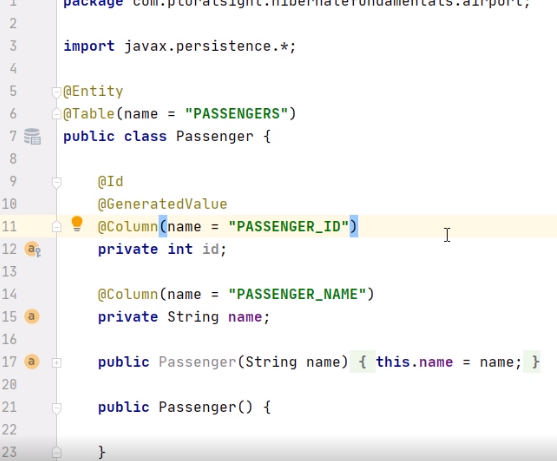 1 package com.pluralsight.hibernatefundamentals.airport;
2
3 import javax.persistence.*;
4
5 @Entity
6 @Table(name = "PASSENGERS")
7 public class Passenger {
8
9 @Id
10 @GeneratedValue
11 @Column(name = "PASSENGER_ID")
12 private int id;
13
14 @Column(name = "PASSENGER_NAME")
15 private String name;
16
17 public Passenger(String name) { this.name = name; }
20
21 public Passenger() {
22
23 }